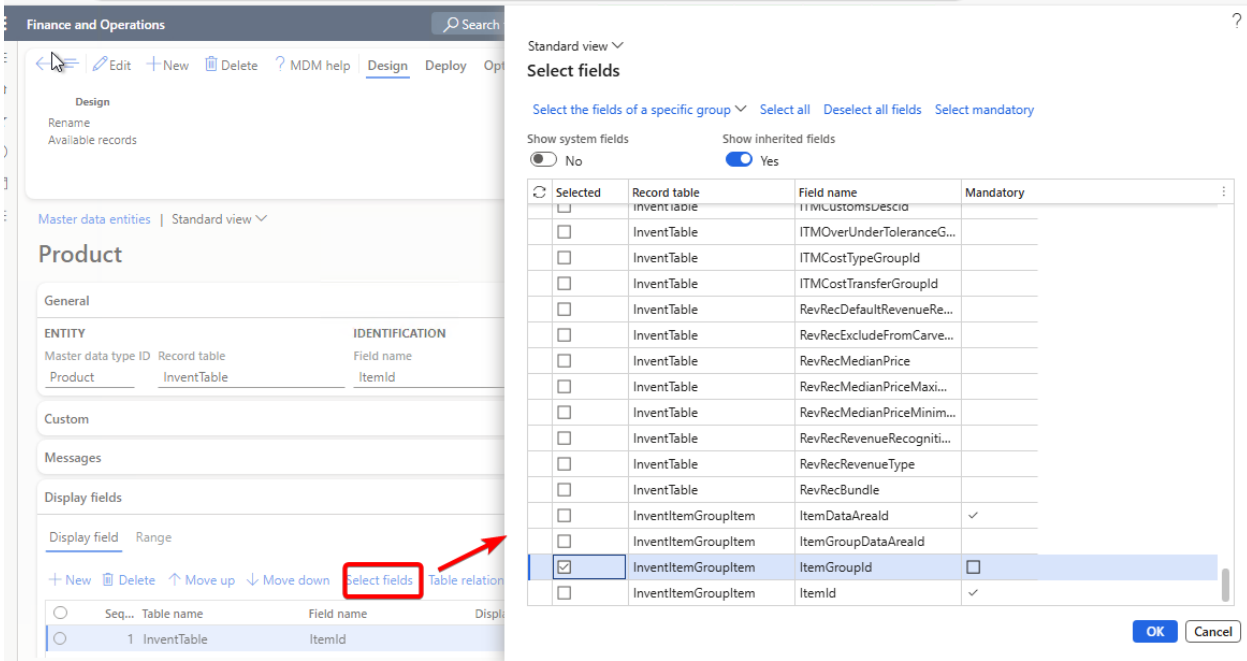 Finance and Operations
Search
Edit New Delete ? MDM help Design Deploy Opt
Design
Rename
Available records
Master data entities | Standard view
Product
General
ENTITY IDENTIFICATION
Master data type ID Record table Field name
Product InventTable ItemId
Custom
Messages
Display fields
Display field Range
New Delete Move up Move down Select fields Table relation
Seq... Table name Field name Displa
1 InventTable ItemId
?
Standard view
Select fields
Select the fields of a specific group Select all Deselect all fields Select mandatory
Show system fields Show inherited fields
No Yes
Selected Record table Field name Mandatory
InventTable ITMCustomsDescId
InventTable ITMOverUnderToleranceG...
InventTable ITMCostTypeGroupId
InventTable ITMCostTransferGroupId
InventTable RevRecDefaultRevenueRe...
InventTable RevRecExcludeFromCarve...
InventTable RevRecMedianPrice
InventTable RevRecMedianPriceMaxi...
InventTable RevRecMedianPriceMinim...
InventTable RevRecRevenueRecogniti...
InventTable RevRecRevenueType
InventTable RevRecBundle
InventItemGroupItem ItemDataAreaId
InventItemGroupItem ItemGroupDataAreaId
InventItemGroupItem ItemGroupId
InventItemGroupItem ItemId
OK Cancel